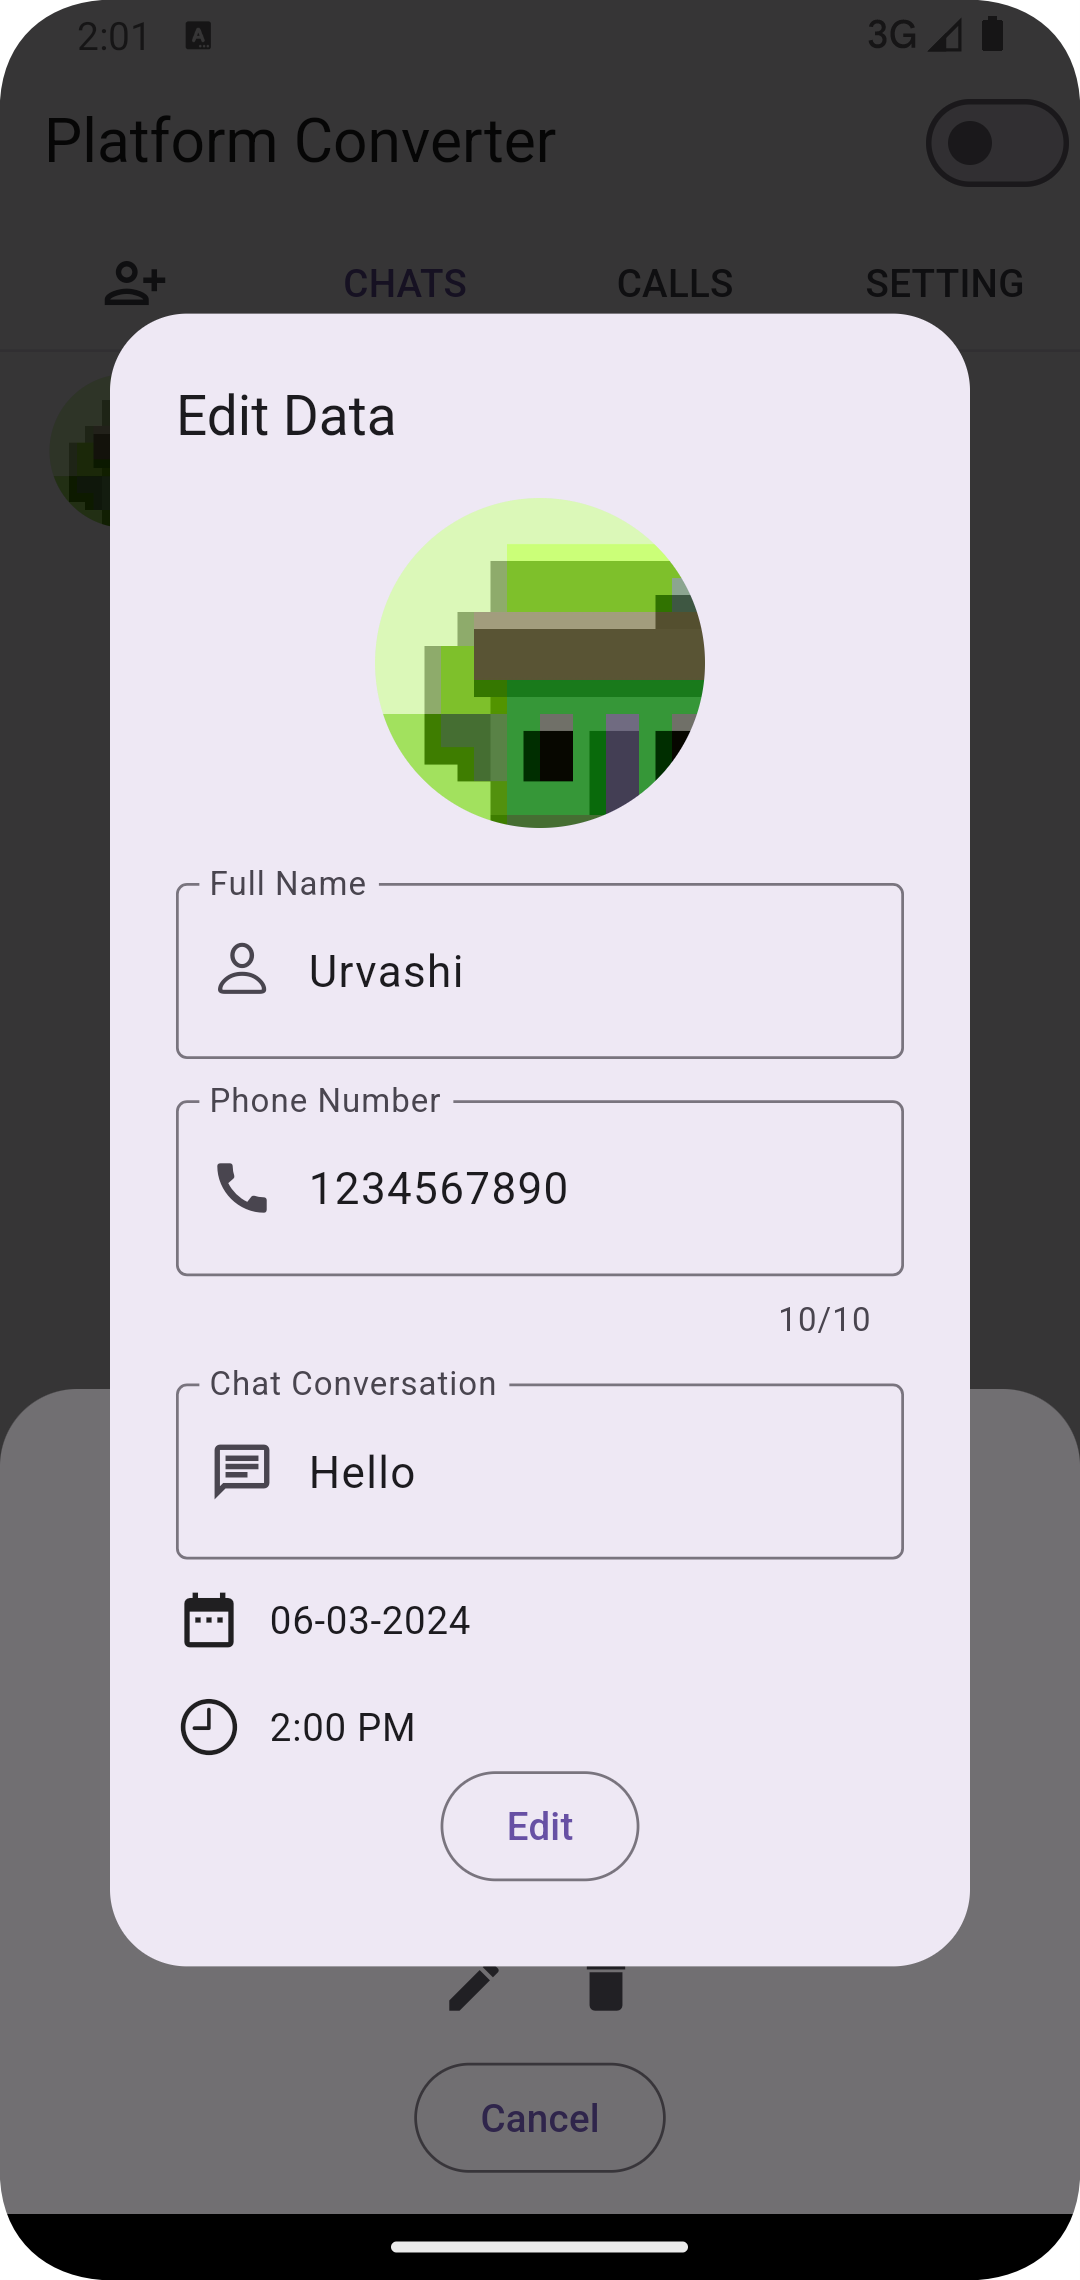 2:01 A 3G
Platform Converter
CHATS CALLS SETTING
Edit Data
Full Name
Urvashi
Phone Number
1234567890
10/10
Chat Conversation
Hello
06-03-2024
2:00 PM
Edit
Cancel